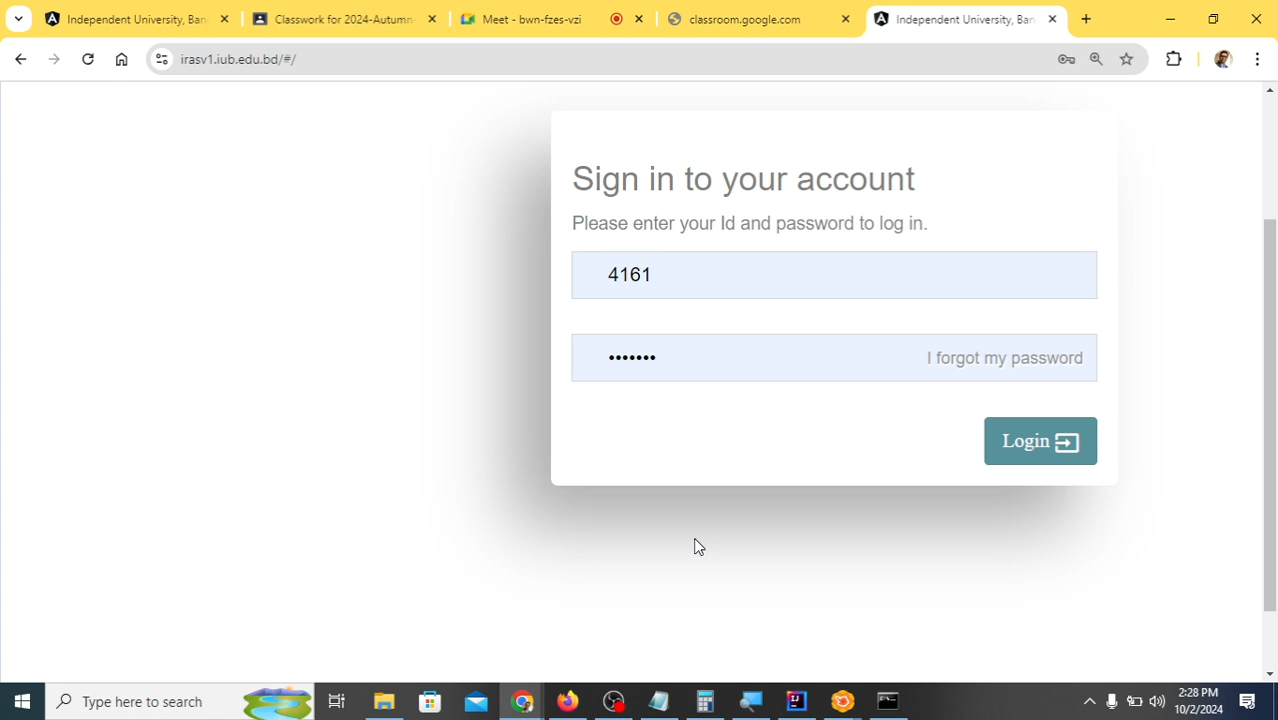 Independent University, Ban
Classwork for 2024-Autumn-
Meet - bwn-fzes-vzi
classroom.google.com
Independent University, Ban
irasv1.iub.edu.bd/#/
Sign in to your account
Please enter your Id and password to log in.
4161
•••••••
I forgot my password
Login
Type here to search
2:28 PM
10/2/2024